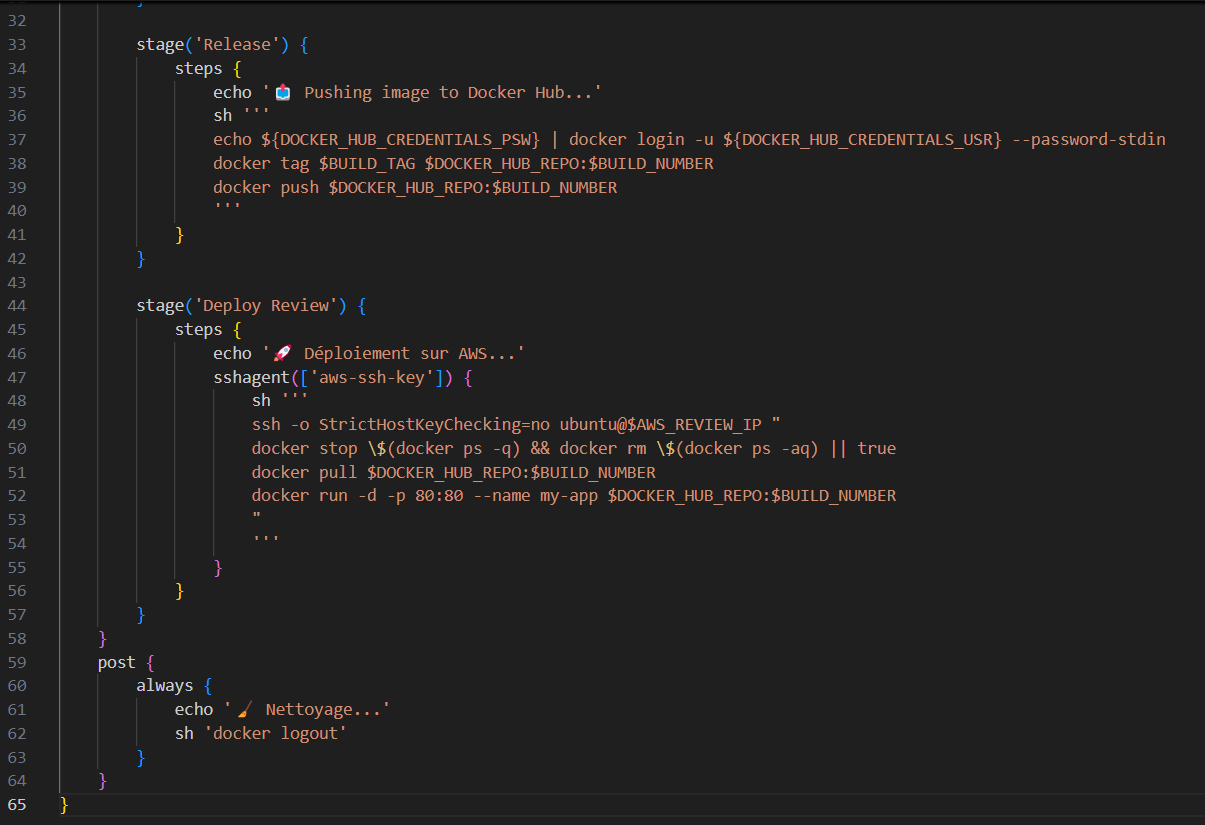 32
33 stage('Release') {
34 steps {
35 echo '📤 Pushing image to Docker Hub...'
36 sh '''
37 echo ${DOCKER_HUB_CREDENTIALS_PSW} | docker login -u ${DOCKER_HUB_CREDENTIALS_USR} --password-stdin
38 docker tag $BUILD_TAG $DOCKER_HUB_REPO:$BUILD_NUMBER
39 docker push $DOCKER_HUB_REPO:$BUILD_NUMBER
40 '''
41 }
42 }
43
44 stage('Deploy Review') {
45 steps {
46 echo '🚀 Déploiement sur AWS...'
47 sshagent(['aws-ssh-key']) {
48 sh '''
49 ssh -o StrictHostKeyChecking=no ubuntu@$AWS_REVIEW_IP "
50 docker stop \$(docker ps -q) && docker rm \$(docker ps -aq) || true
51 docker pull $DOCKER_HUB_REPO:$BUILD_NUMBER
52 docker run -d -p 80:80 --name my-app $DOCKER_HUB_REPO:$BUILD_NUMBER
53 "
54 '''
55 }
56 }
57 }
58 }
59 post {
60 always {
61 echo '🧹 Nettoyage...'
62 sh 'docker logout'
63 }
64 }
65 }